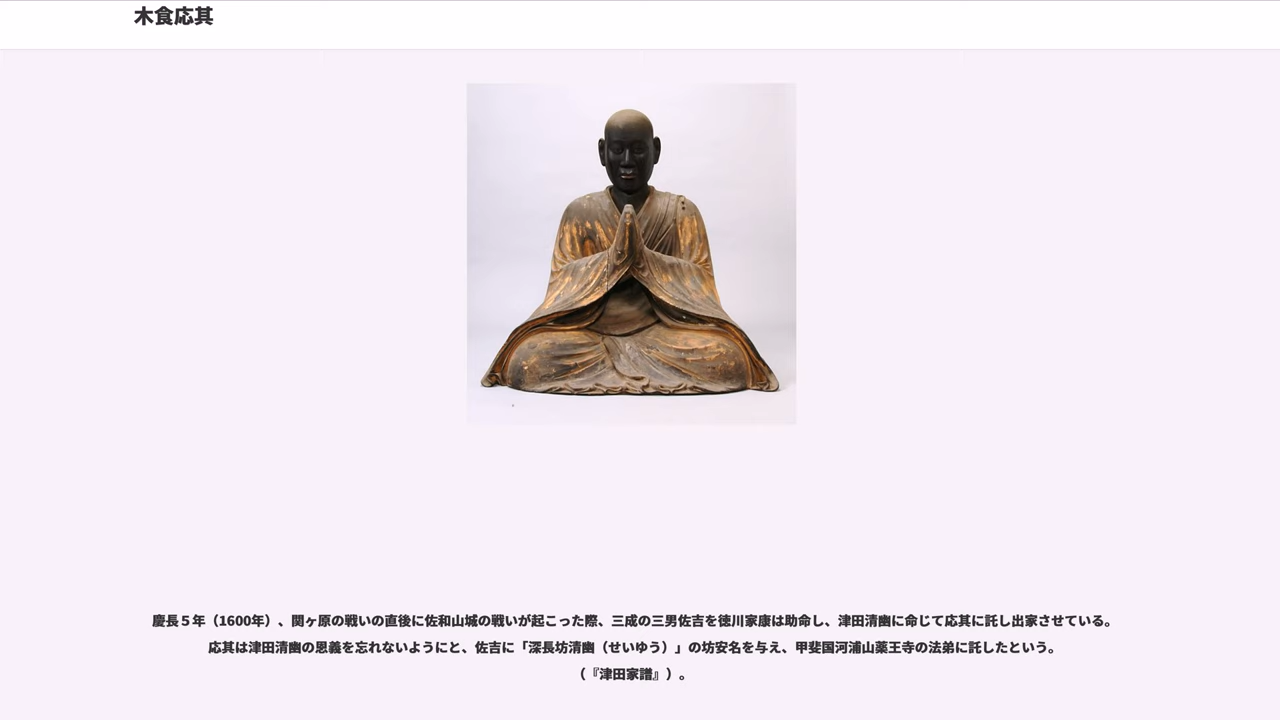 木食応其
慶長５年（1600年）、関ヶ原の戦いの直後に佐和山城の戦いが起こった際、三成の三男佐吉を徳川家康は助命し、津田清幽に命じて応其に託し出家させている。
応其は津田清幽の恩義を忘れないようにと、佐吉に「深長坊清幽（せいゆう）」の坊安名を与え、甲斐国河浦山薬王寺の法弟に託したという。
（『津田家譜』）。